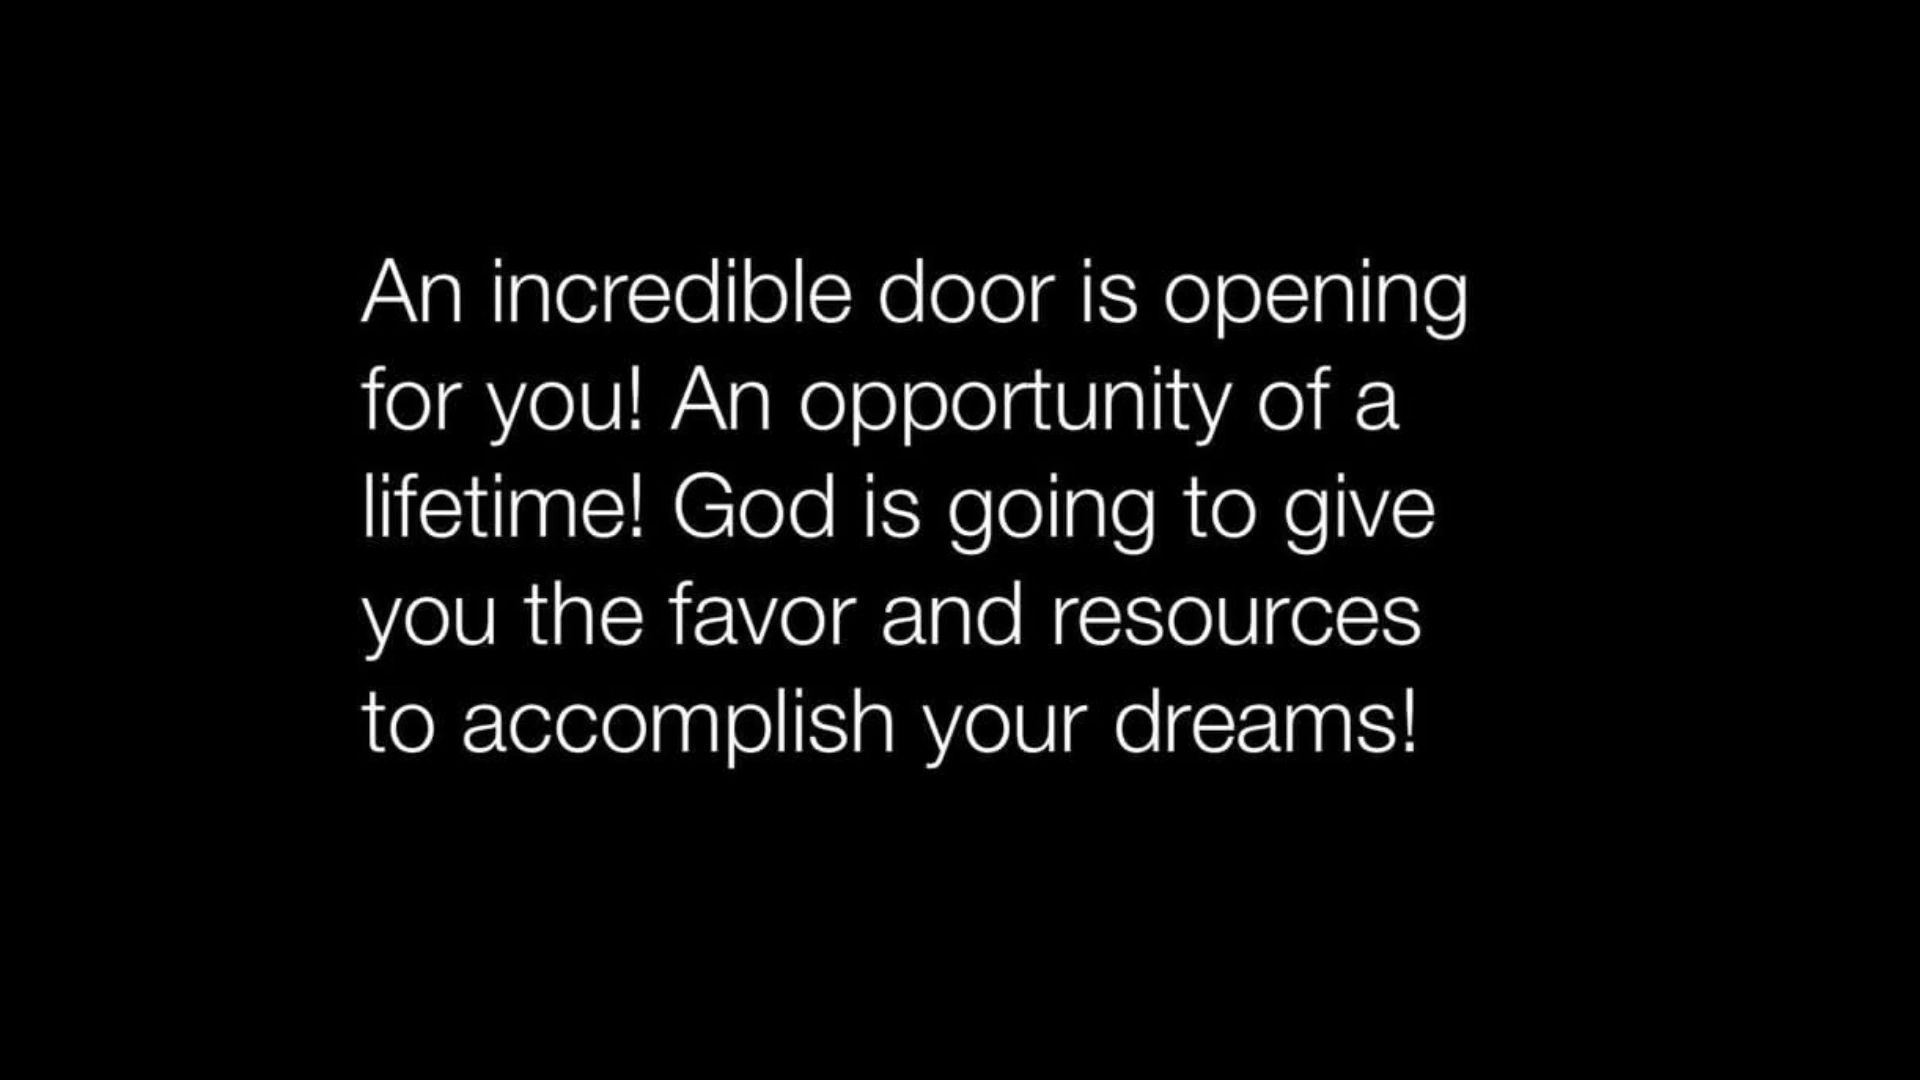 An incredible door is opening
for you! An opportunity of a
lifetime! God is going to give
you the favor and resources
to accomplish your dreams!